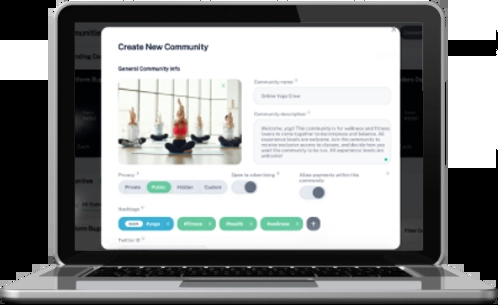 Create New Community
General Community info
Community name
Online Yoga Crew
Community description
Welcome, yogi! This community is for wellness and fitness
lovers to come together to decompress and balance. All
experience levels are welcome. Join the community to
receive exclusive access to classes, and decide how you
want the community to be run. All experience levels are
welcome!
Privacy
Open to advertising
Allow payments within this
community
Private
Public
Hidden
Custom
Hashtags
#yoga
#fitness
#health
#wellness
+
Twitter ID